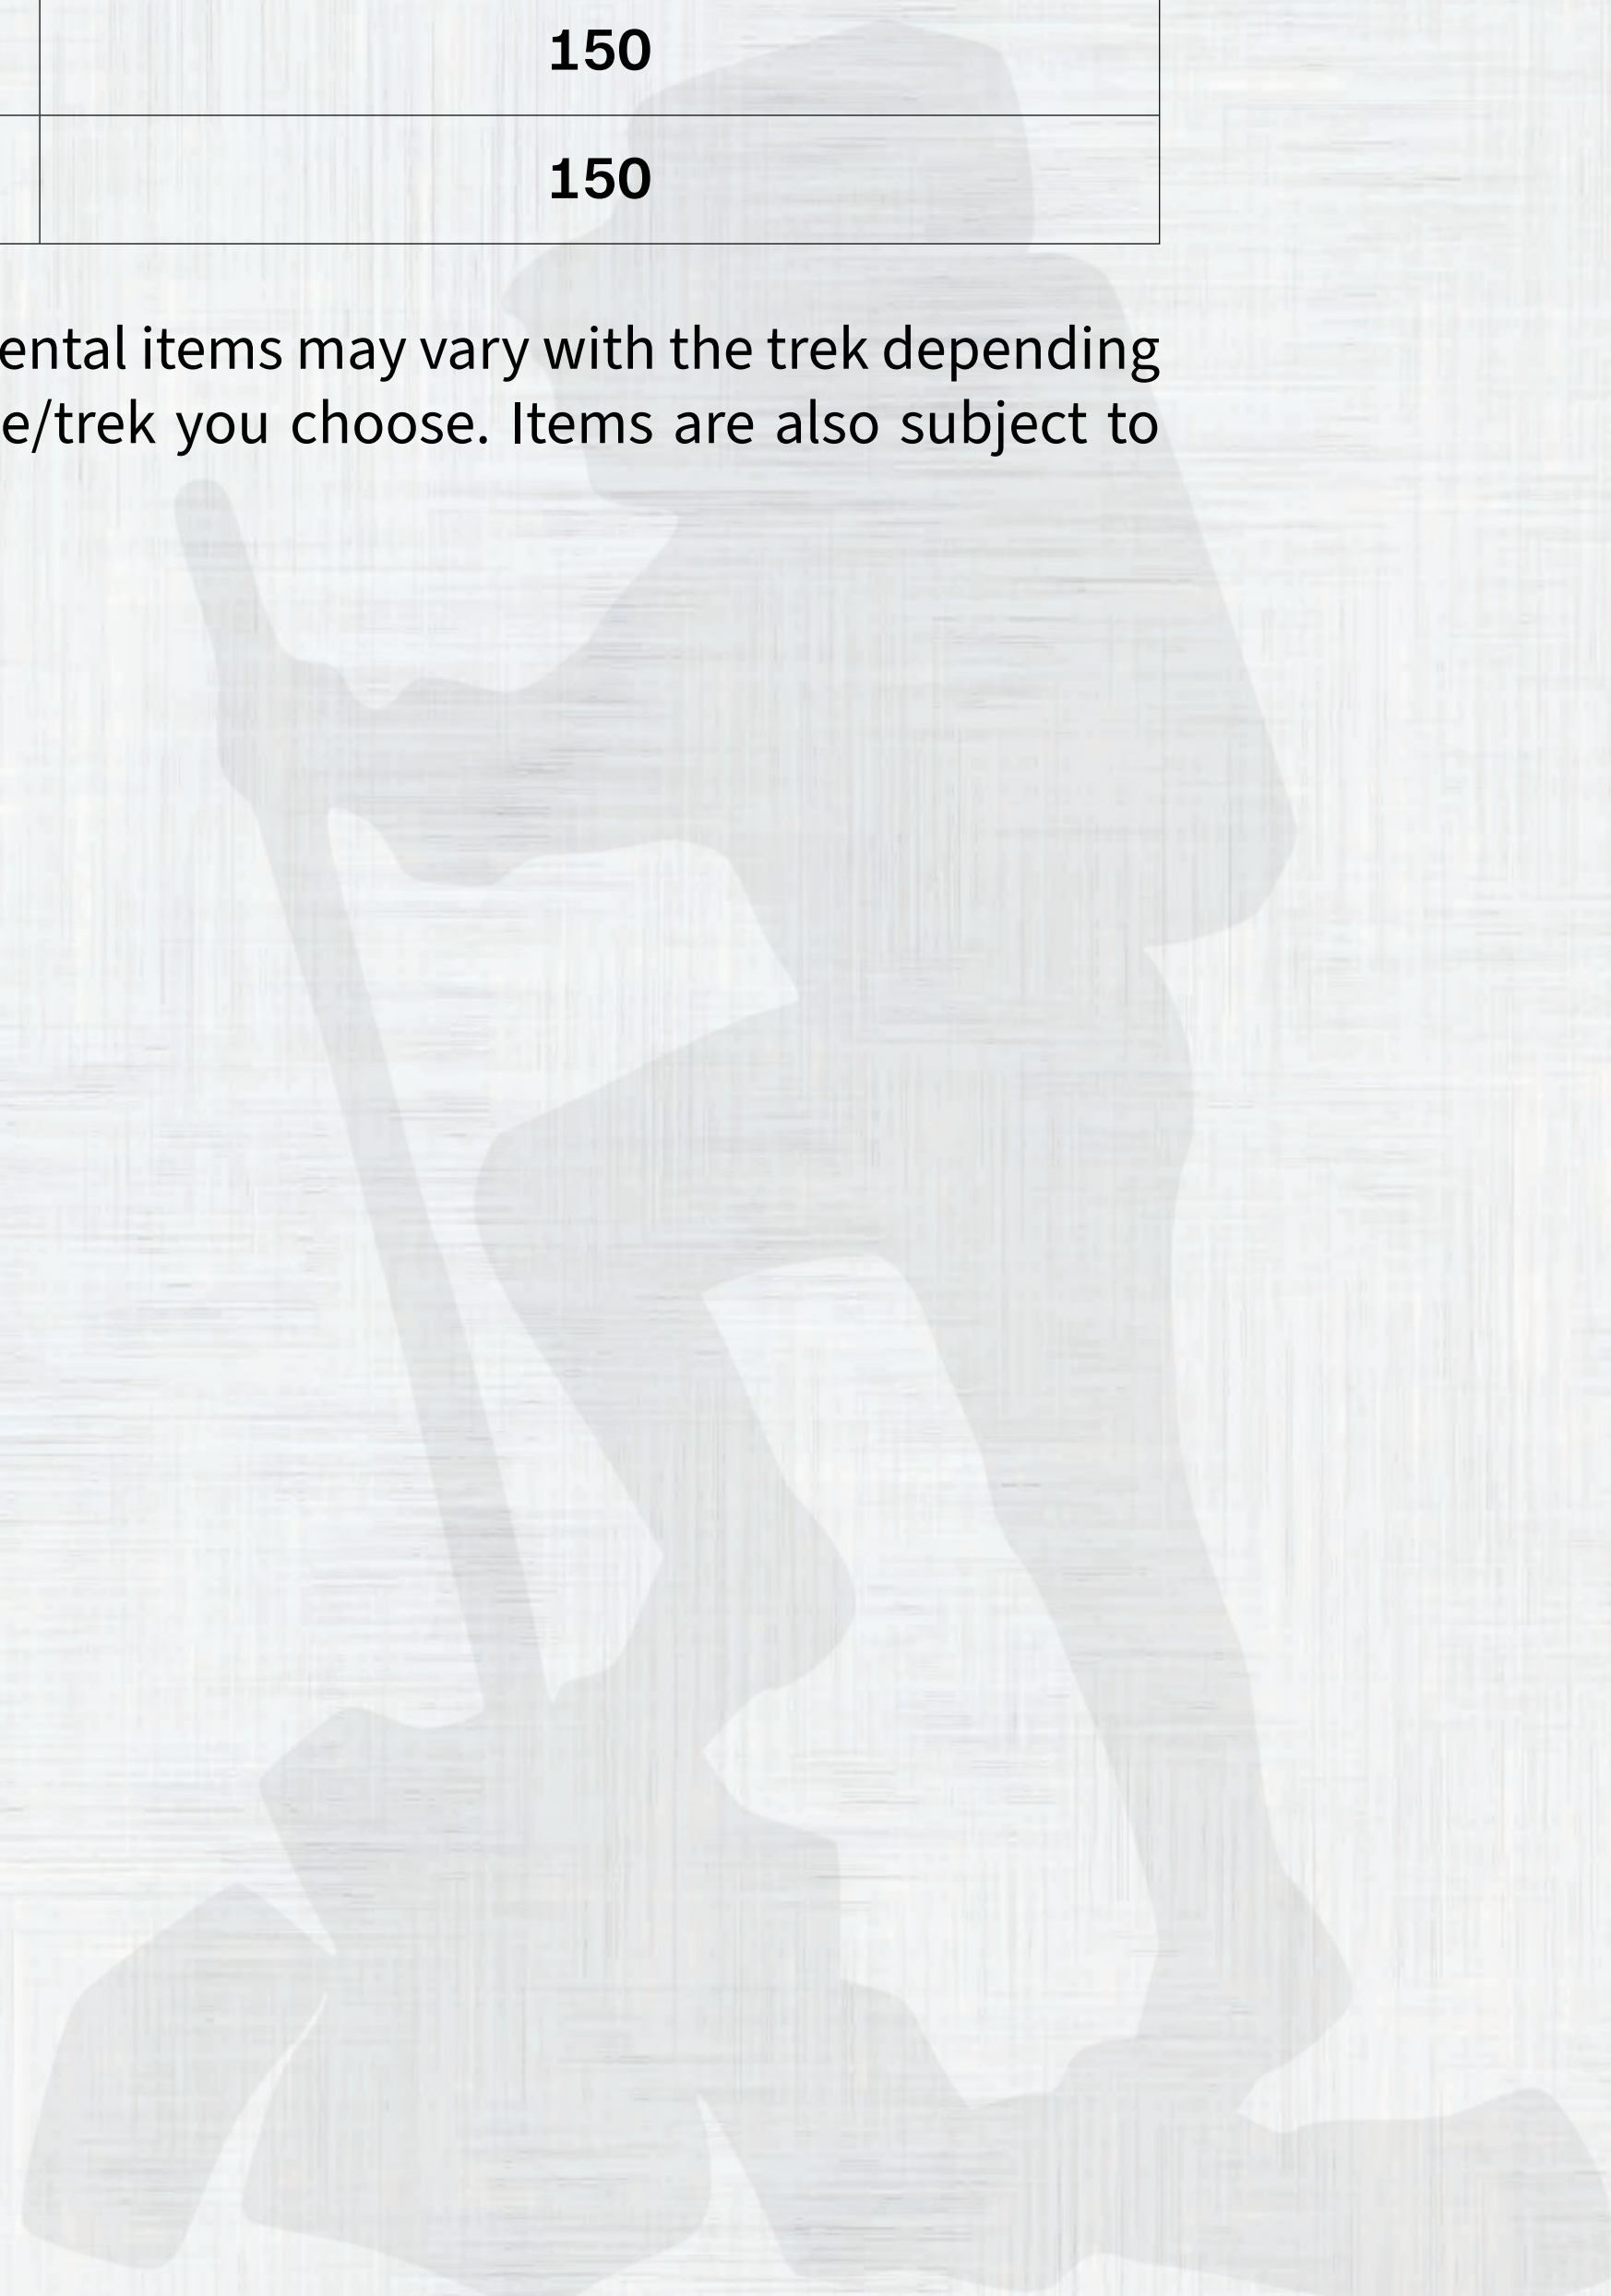 150
150
ental items may vary with the trek depending
e/trek you choose. Items are also subject to